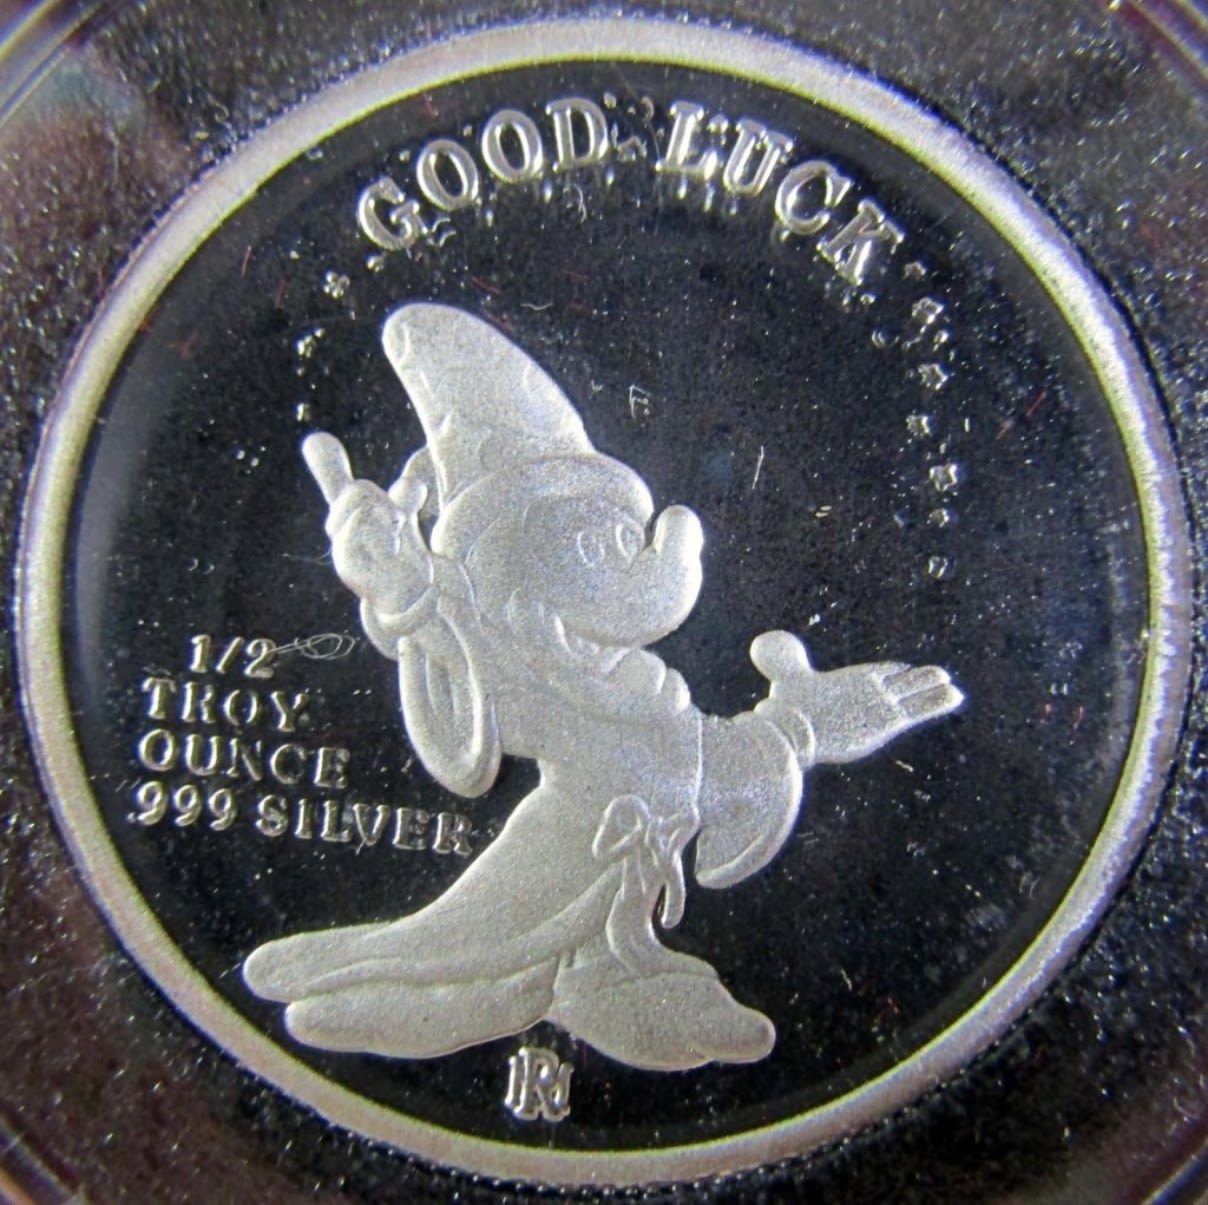 GOOD LUCK
1/2
TROY
OUNCE
.999 SILVER